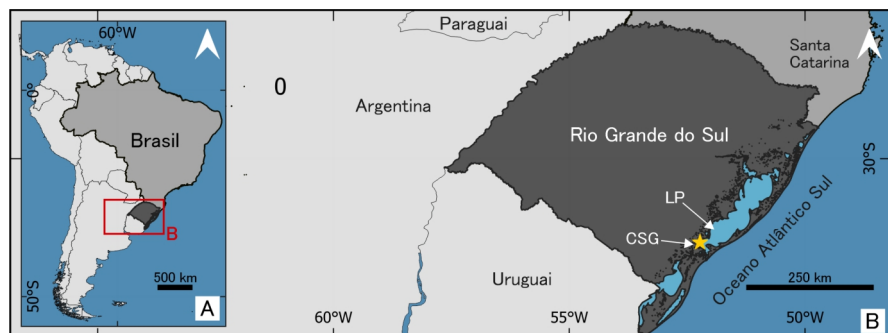 60°W
0°
Brasil
B
500 km
50°S
A
Paraguai
Santa
Catarina
0
Argentina
Rio Grande do Sul
30°S
LP
CSG
Uruguai
Oceano Atlântico Sul
250 km
60°W
55°W
50°W
B